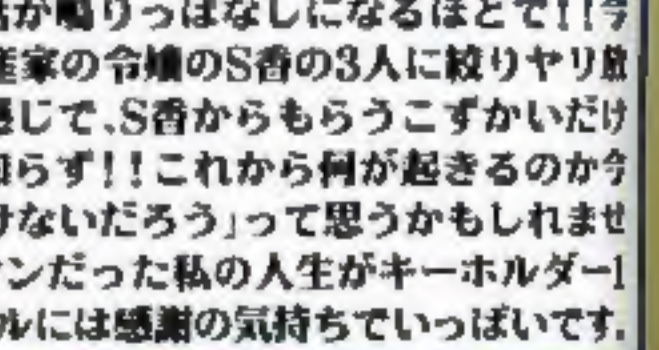 が鳴りっぱなしになるほどで!!今
産家の令嬢のS香の3人に絞りヤリ放
感じで、S香からもらうこずかいだけ
知らず!!これから何が起きるのか今
けないだろう」って思うかもしれませ
ンだった私の人生がキーホルダー1
ルには感謝の気持ちでいっぱいです。